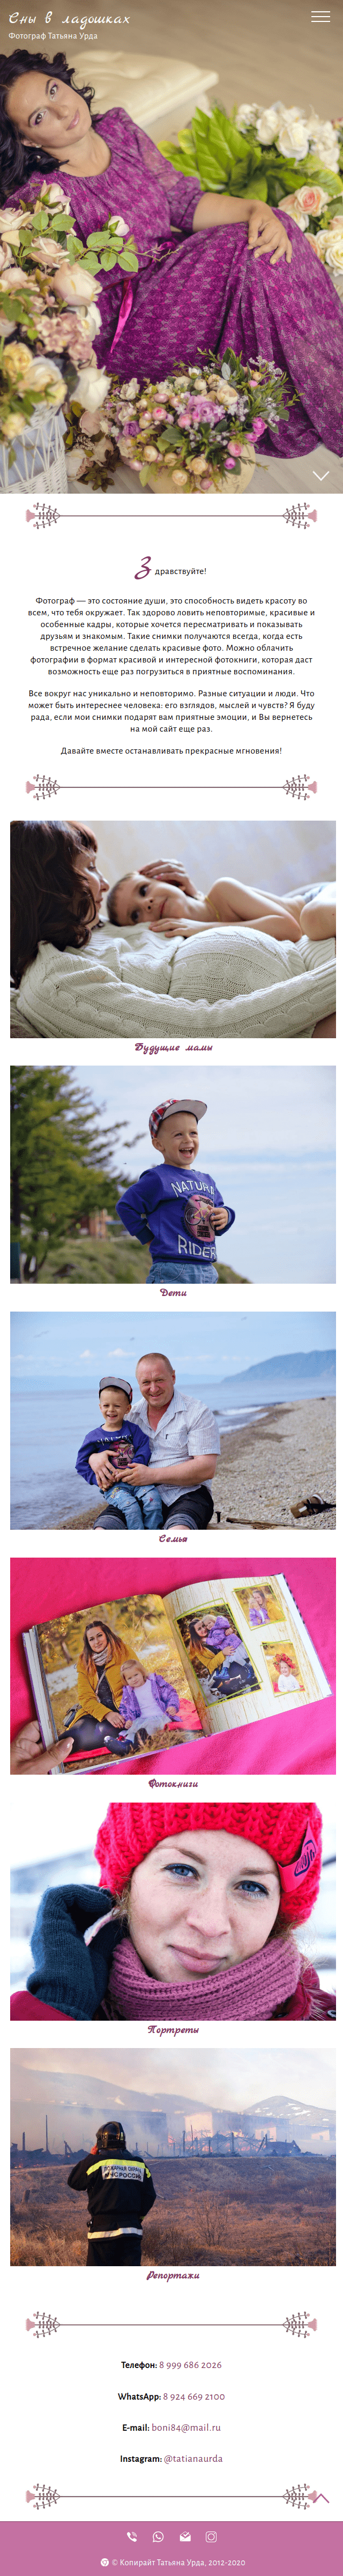 Сны в ладошках
Фотограф Татьяна Урда
Здравствуйте!
Фотограф — это состояние души, это способность видеть красоту во
всем, что тебя окружает. Так здорово ловить неповторимые, красивые и
особенные кадры, которые хочется пересматривать и показывать
друзьям и знакомым. Такие снимки получаются всегда, когда есть
встречное желание сделать красивые фото. Можно облачить
фотографии в формат красивой и интересной фотокниги, которая даст
возможность еще раз погрузиться в приятные воспоминания.
Все вокруг нас уникально и неповторимо. Разные ситуации и люди. Что
может быть интереснее человека: его взглядов, мыслей и чувств? Я буду
рада, если мои снимки подарят вам приятные эмоции, и Вы вернетесь
на мой сайт еще раз.
Давайте вместе останавливать прекрасные мгновения!
Будущие мамы
NATURAL
RIDER
Дети
Семья
Фотокниги
Портреты
ПОЖАРНАЯ ОХРАНА
МЧС РОССИИ
Репортажи
Телефон: 8 999 686 2026
WhatsApp: 8 924 669 2100
E-mail: boni84@mail.ru
Instagram: @tatianaurda
© Копирайт Татьяна Урда, 2012-2020